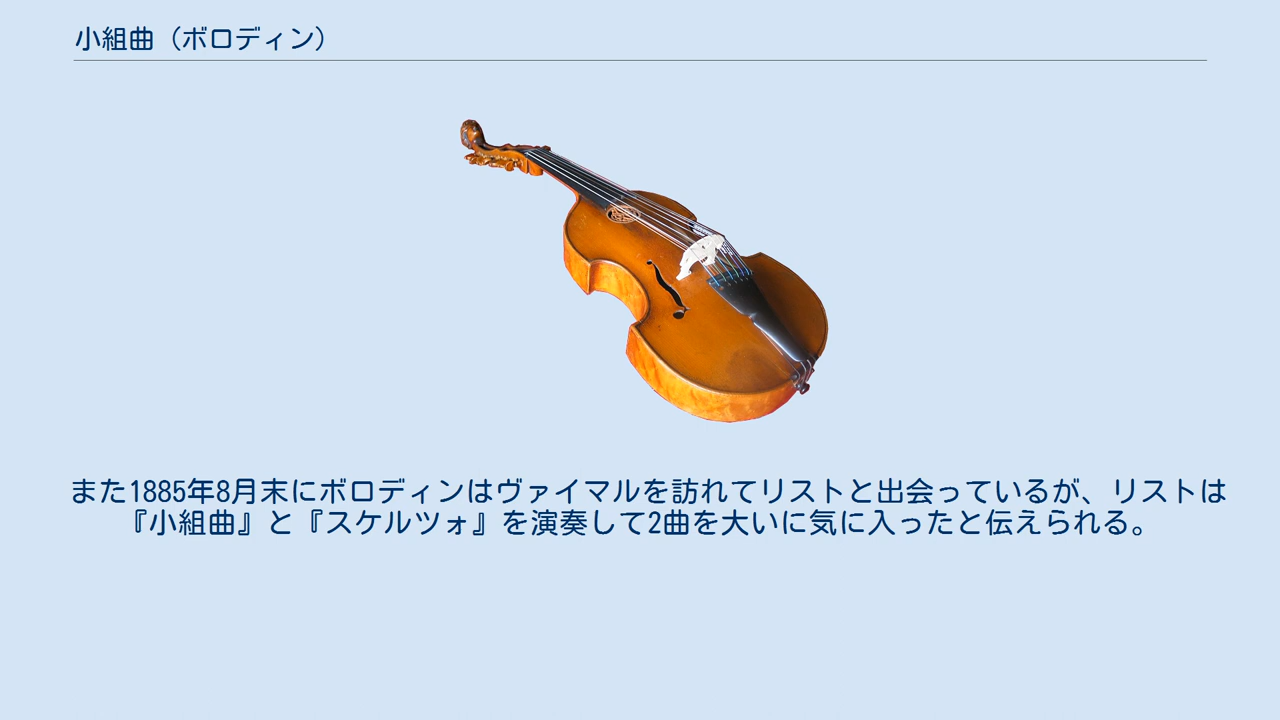 小組曲（ボロディン）
また1885年8月末にボロディンはヴァイマルを訪れてリストと出会っているが、リストは
『小組曲』と『スケルツォ』を演奏して2曲を大いに気に入ったと伝えられる。